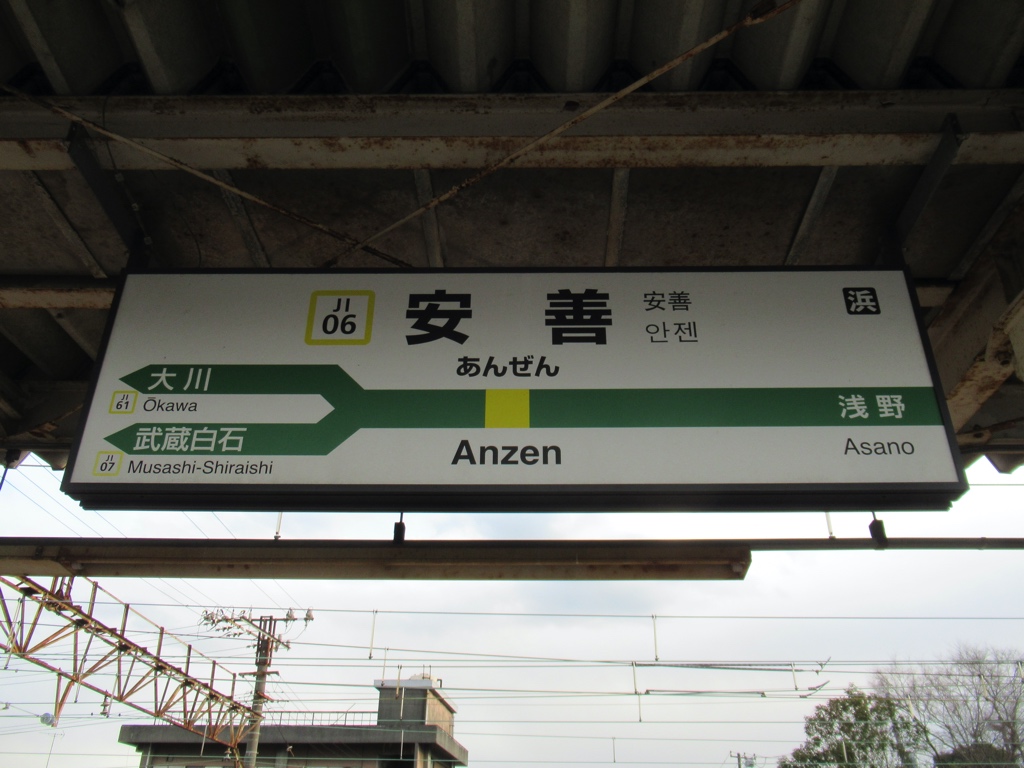 JI
06
安善
安善
안젠
浜
あんぜん
大川
JI
61
Ōkawa
武蔵白石
JI
07
Musashi-Shiraishi
Anzen
浅野
Asano